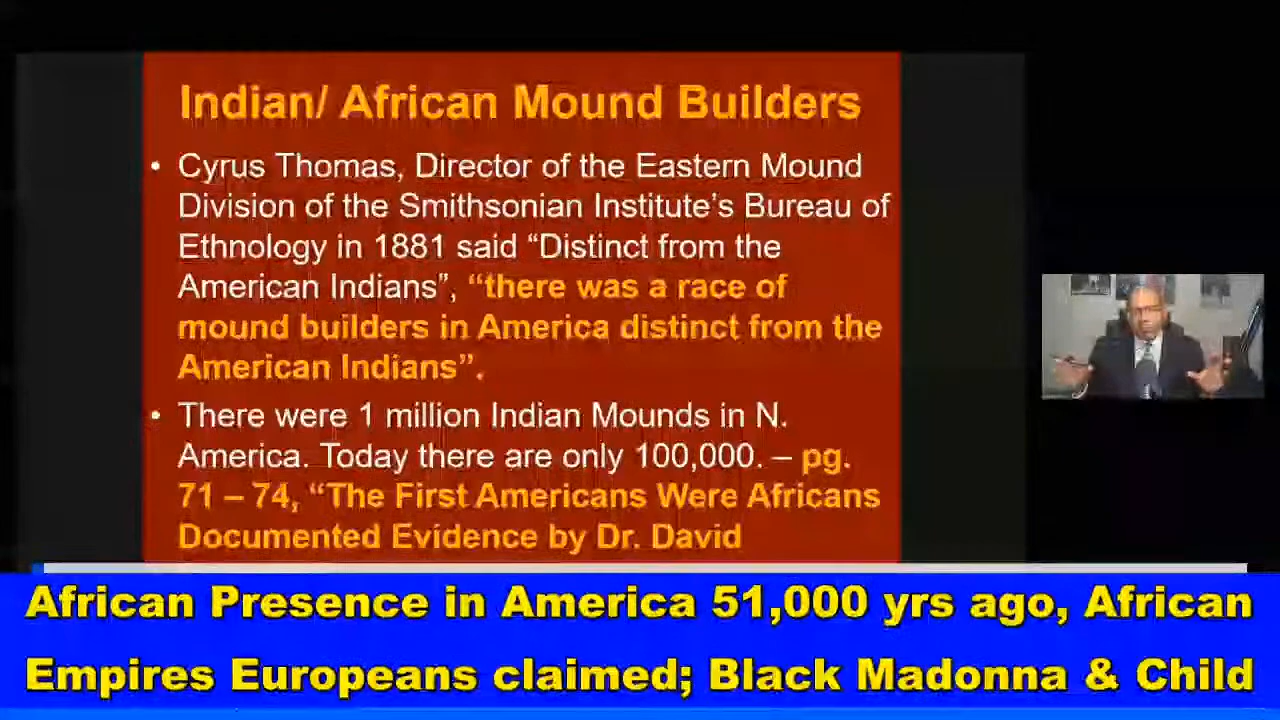 Indian/ African Mound Builders
• Cyrus Thomas, Director of the Eastern Mound
Division of the Smithsonian Institute's Bureau of
Ethnology in 1881 said “Distinct from the
American Indians”, “there was a race of
mound builders in America distinct from the
American Indians”.
• There were 1 million Indian Mounds in N.
America. Today there are only 100,000. – pg.
71 – 74, “The First Americans Were Africans
Documented Evidence by Dr. David
African Presence in America 51,000 yrs ago, African
Empires Europeans claimed; Black Madonna & Child